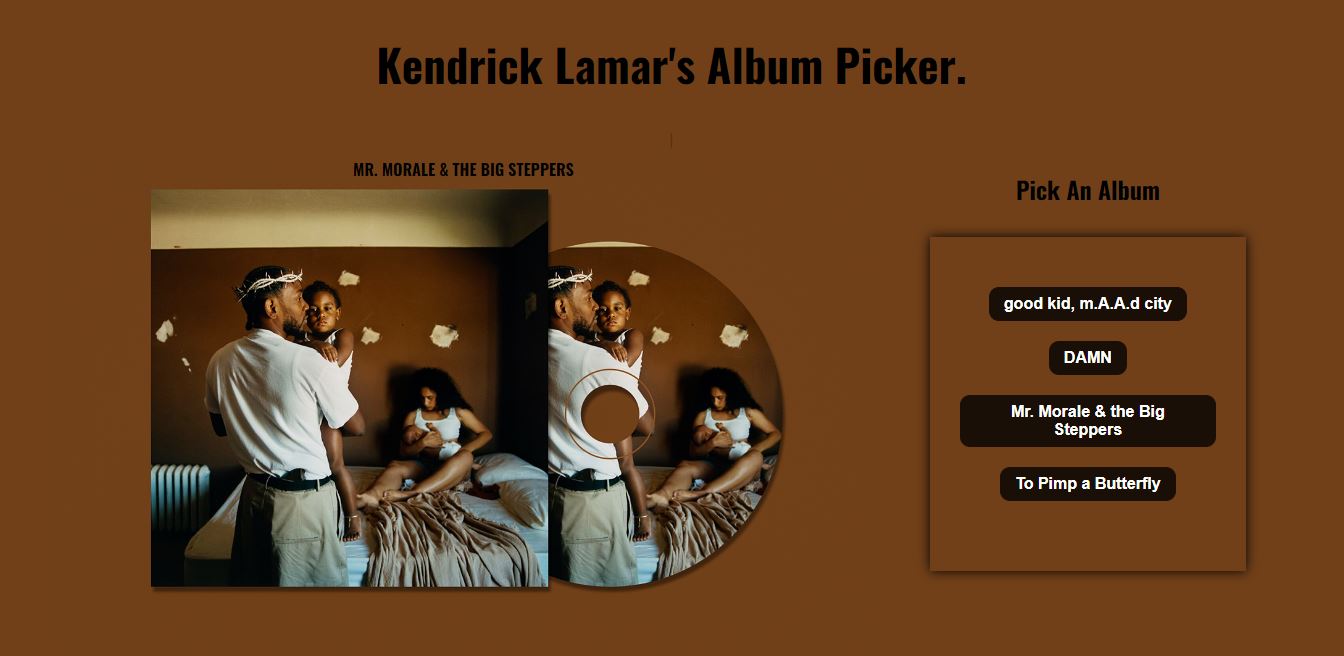 Kendrick Lamar's Album Picker.
MR. MORALE & THE BIG STEPPERS
Pick An Album
good kid, m.A.A.d city
DAMN
Mr. Morale & the Big
Steppers
To Pimp a Butterfly